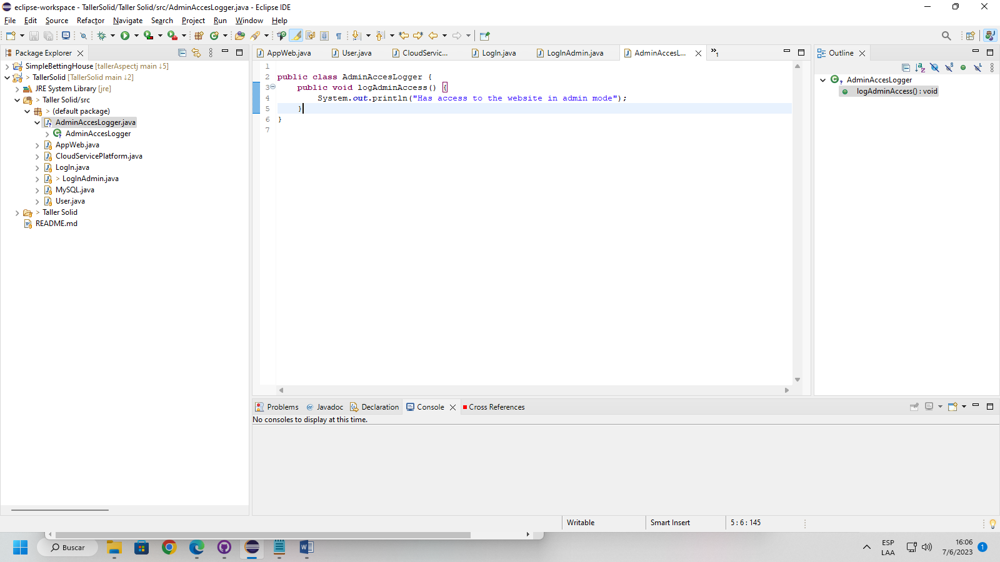 eclipse-workspace - TallerSolid/Taller Solid/src/AdminAccesLogger.java - Eclipse IDE
File Edit Source Refactor Navigate Search Project Run Window Help
Package Explorer
SimpleBettingHouse [tallerAspectj main ↓5]
> TallerSolid [TallerSolid main ↓2]
JRE System Library [jre]
> Taller Solid/src
> (default package)
AdminAccesLogger.java
AdminAccesLogger
AppWeb.java
CloudServicePlatform.java
LogIn.java
> LogInAdmin.java
MySQL.java
User.java
> Taller Solid
README.md
AppWeb.java User.java CloudServic... LogIn.java LogInAdmin.java AdminAccesL... »1
1
2 public class AdminAccesLogger {
3 public void logAdminAccess() {
4 System.out.println("Has access to the website in admin mode");
5 }
6 }
7
Outline
AdminAccesLogger
logAdminAccess() : void
Problems @ Javadoc Declaration Console Cross References
No consoles to display at this time.
Writable Smart Insert 5 : 6 : 145
Buscar
ESP
LAA
16:06
7/6/2023
1